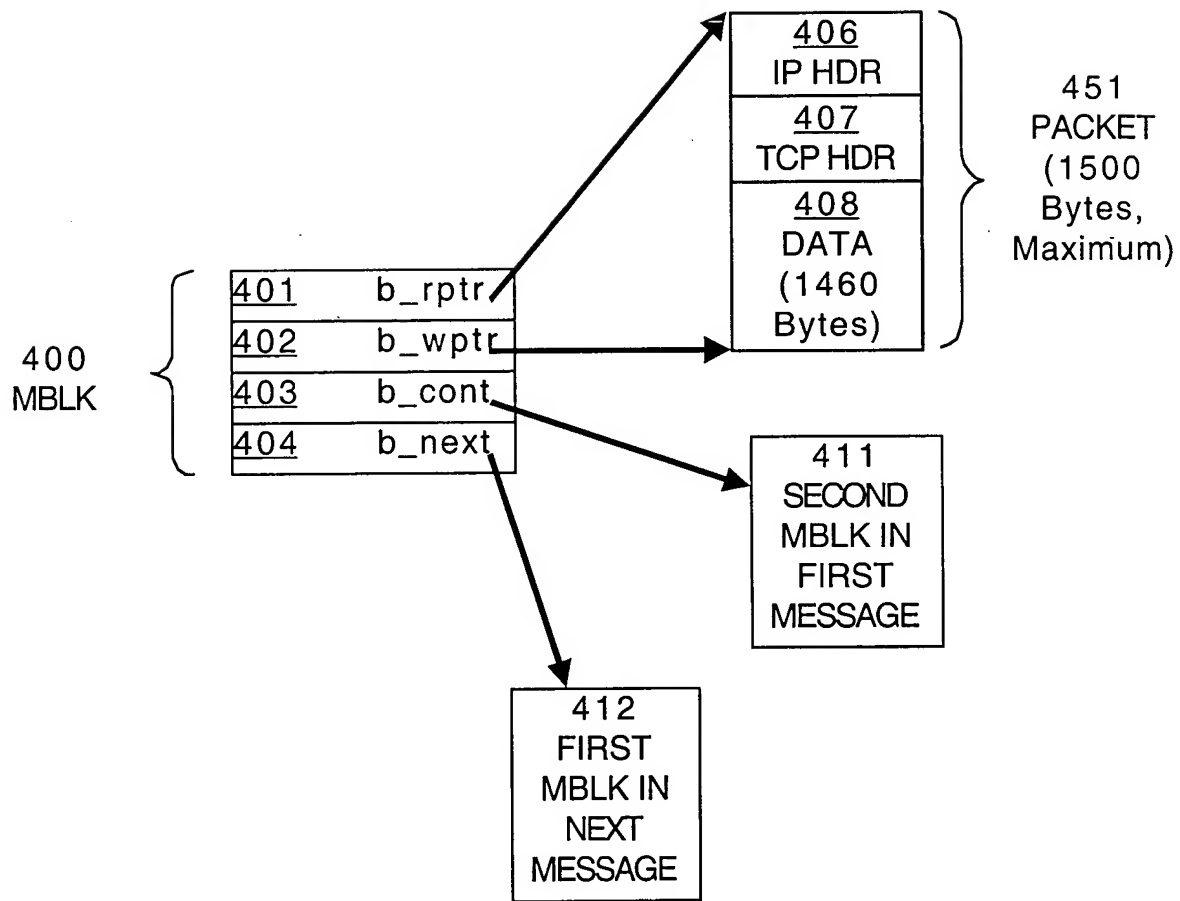 406
IP HDR
407
TCP HDR
408
DATA
(1460
Bytes)
451
PACKET
(1500
Bytes,
Maximum)
400
MBLK
401 b_rptr
402 b_wptr
403 b_cont
404 b_next
411
SECOND
MBLK IN
FIRST
MESSAGE
412
FIRST
MBLK IN
NEXT
MESSAGE